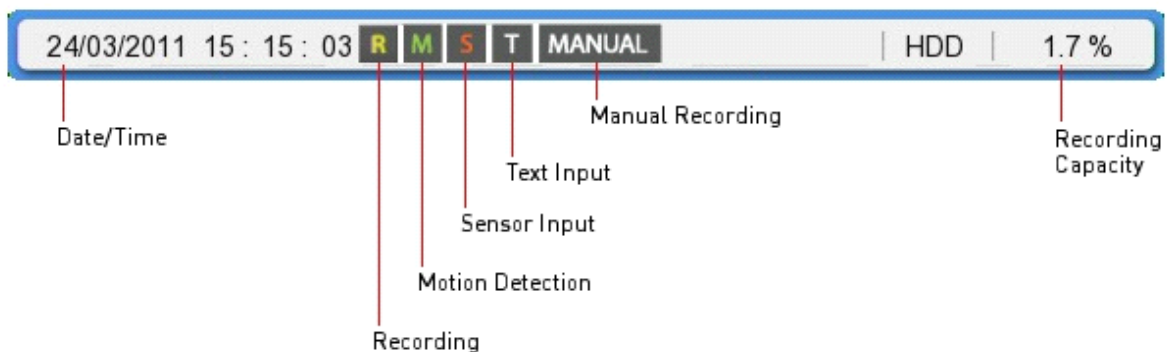 24/03/2011 15 : 15 : 03 R M S T MANUAL | HDD | 1.7 %
Date/Time
Manual Recording
Recording
Capacity
Text Input
Sensor Input
Motion Detection
Recording